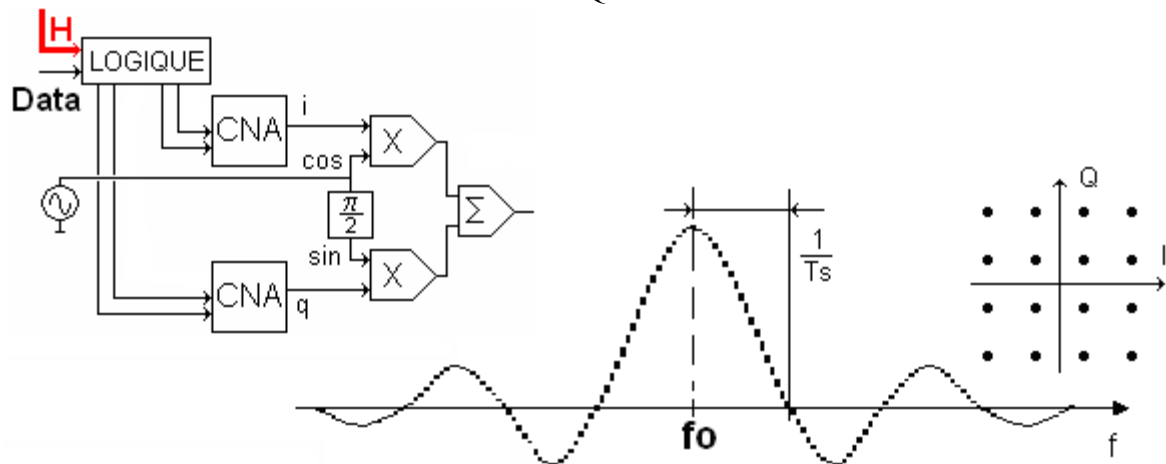 Q
H
LOGIQUE
Data
CNA
i
X
cos
π/2
Σ
sin
X
CNA
q
1/Ts
fo
f
Q
I